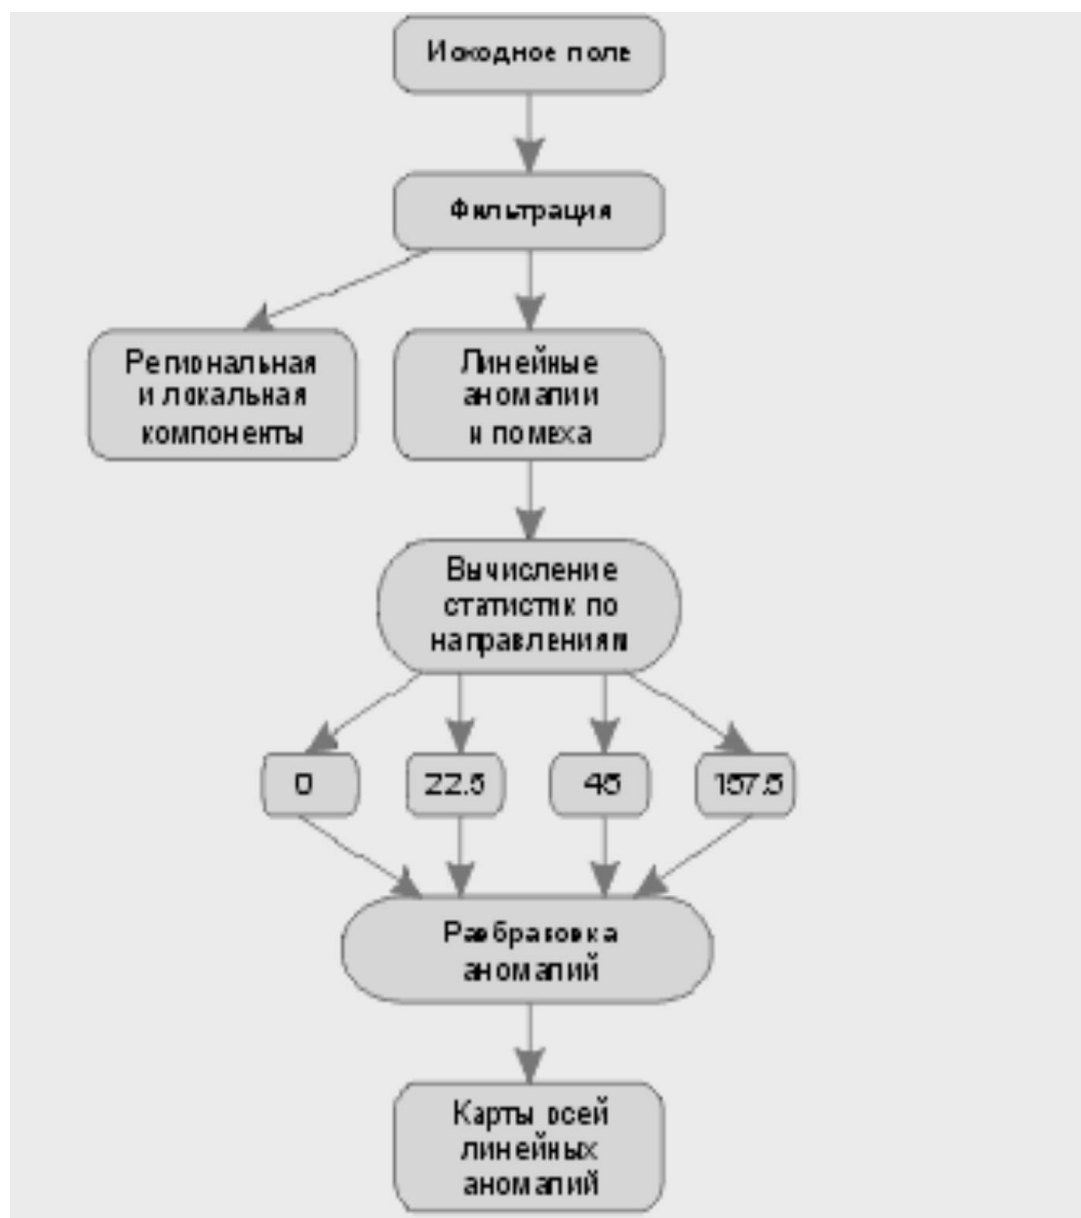 Исходное поле
Фильтрация
Региональная
и локальная
компоненты
Линейные
аномалии
и помеха
Вычисление
статистик по
направлениям
0
22.5
45
157.5
Разбраковка
аномалий
Карты осей
линейных
аномалий